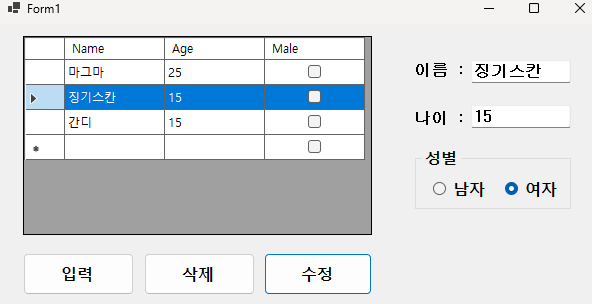 Form1
Name Age Male
마그마 25
징기스칸 15
간디 15
이름 : 징기스칸
나이 : 15
성별
남자 여자
입력 삭제 수정